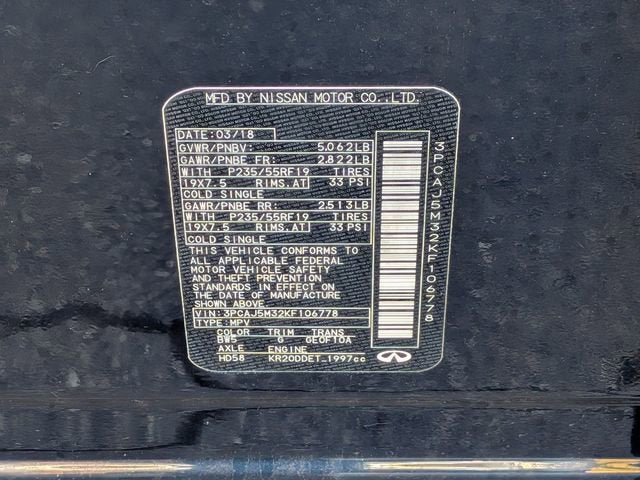 MFD BY NISSAN MOTOR CO.,LTD.
DATE:03/18
GVWR/PNBV: 5,062LB
GAWR/PNBE FR: 2,822LB
WITH P235/55RF19 TIRES
19X7.5 RIMS.AT 33 PSI
COLD SINGLE
GAWR/PNBE RR: 2,513LB
WITH P235/55RF19 TIRES
19X7.5 RIMS.AT 33 PSI
COLD SINGLE
THIS VEHICLE CONFORMS TO
ALL APPLICABLE FEDERAL
MOTOR VEHICLE SAFETY
AND THEFT PREVENTION
STANDARDS IN EFFECT ON
THE DATE OF MANUFACTURE
SHOWN ABOVE.
VIN:3PCAJ5M32KF106778
TYPE:MPV
COLOR TRIM TRANS
BW5 G GE0F10A
AXLE ENGINE
HD58 KR20DDET 1997cc
3PCAJ5M32KF106778